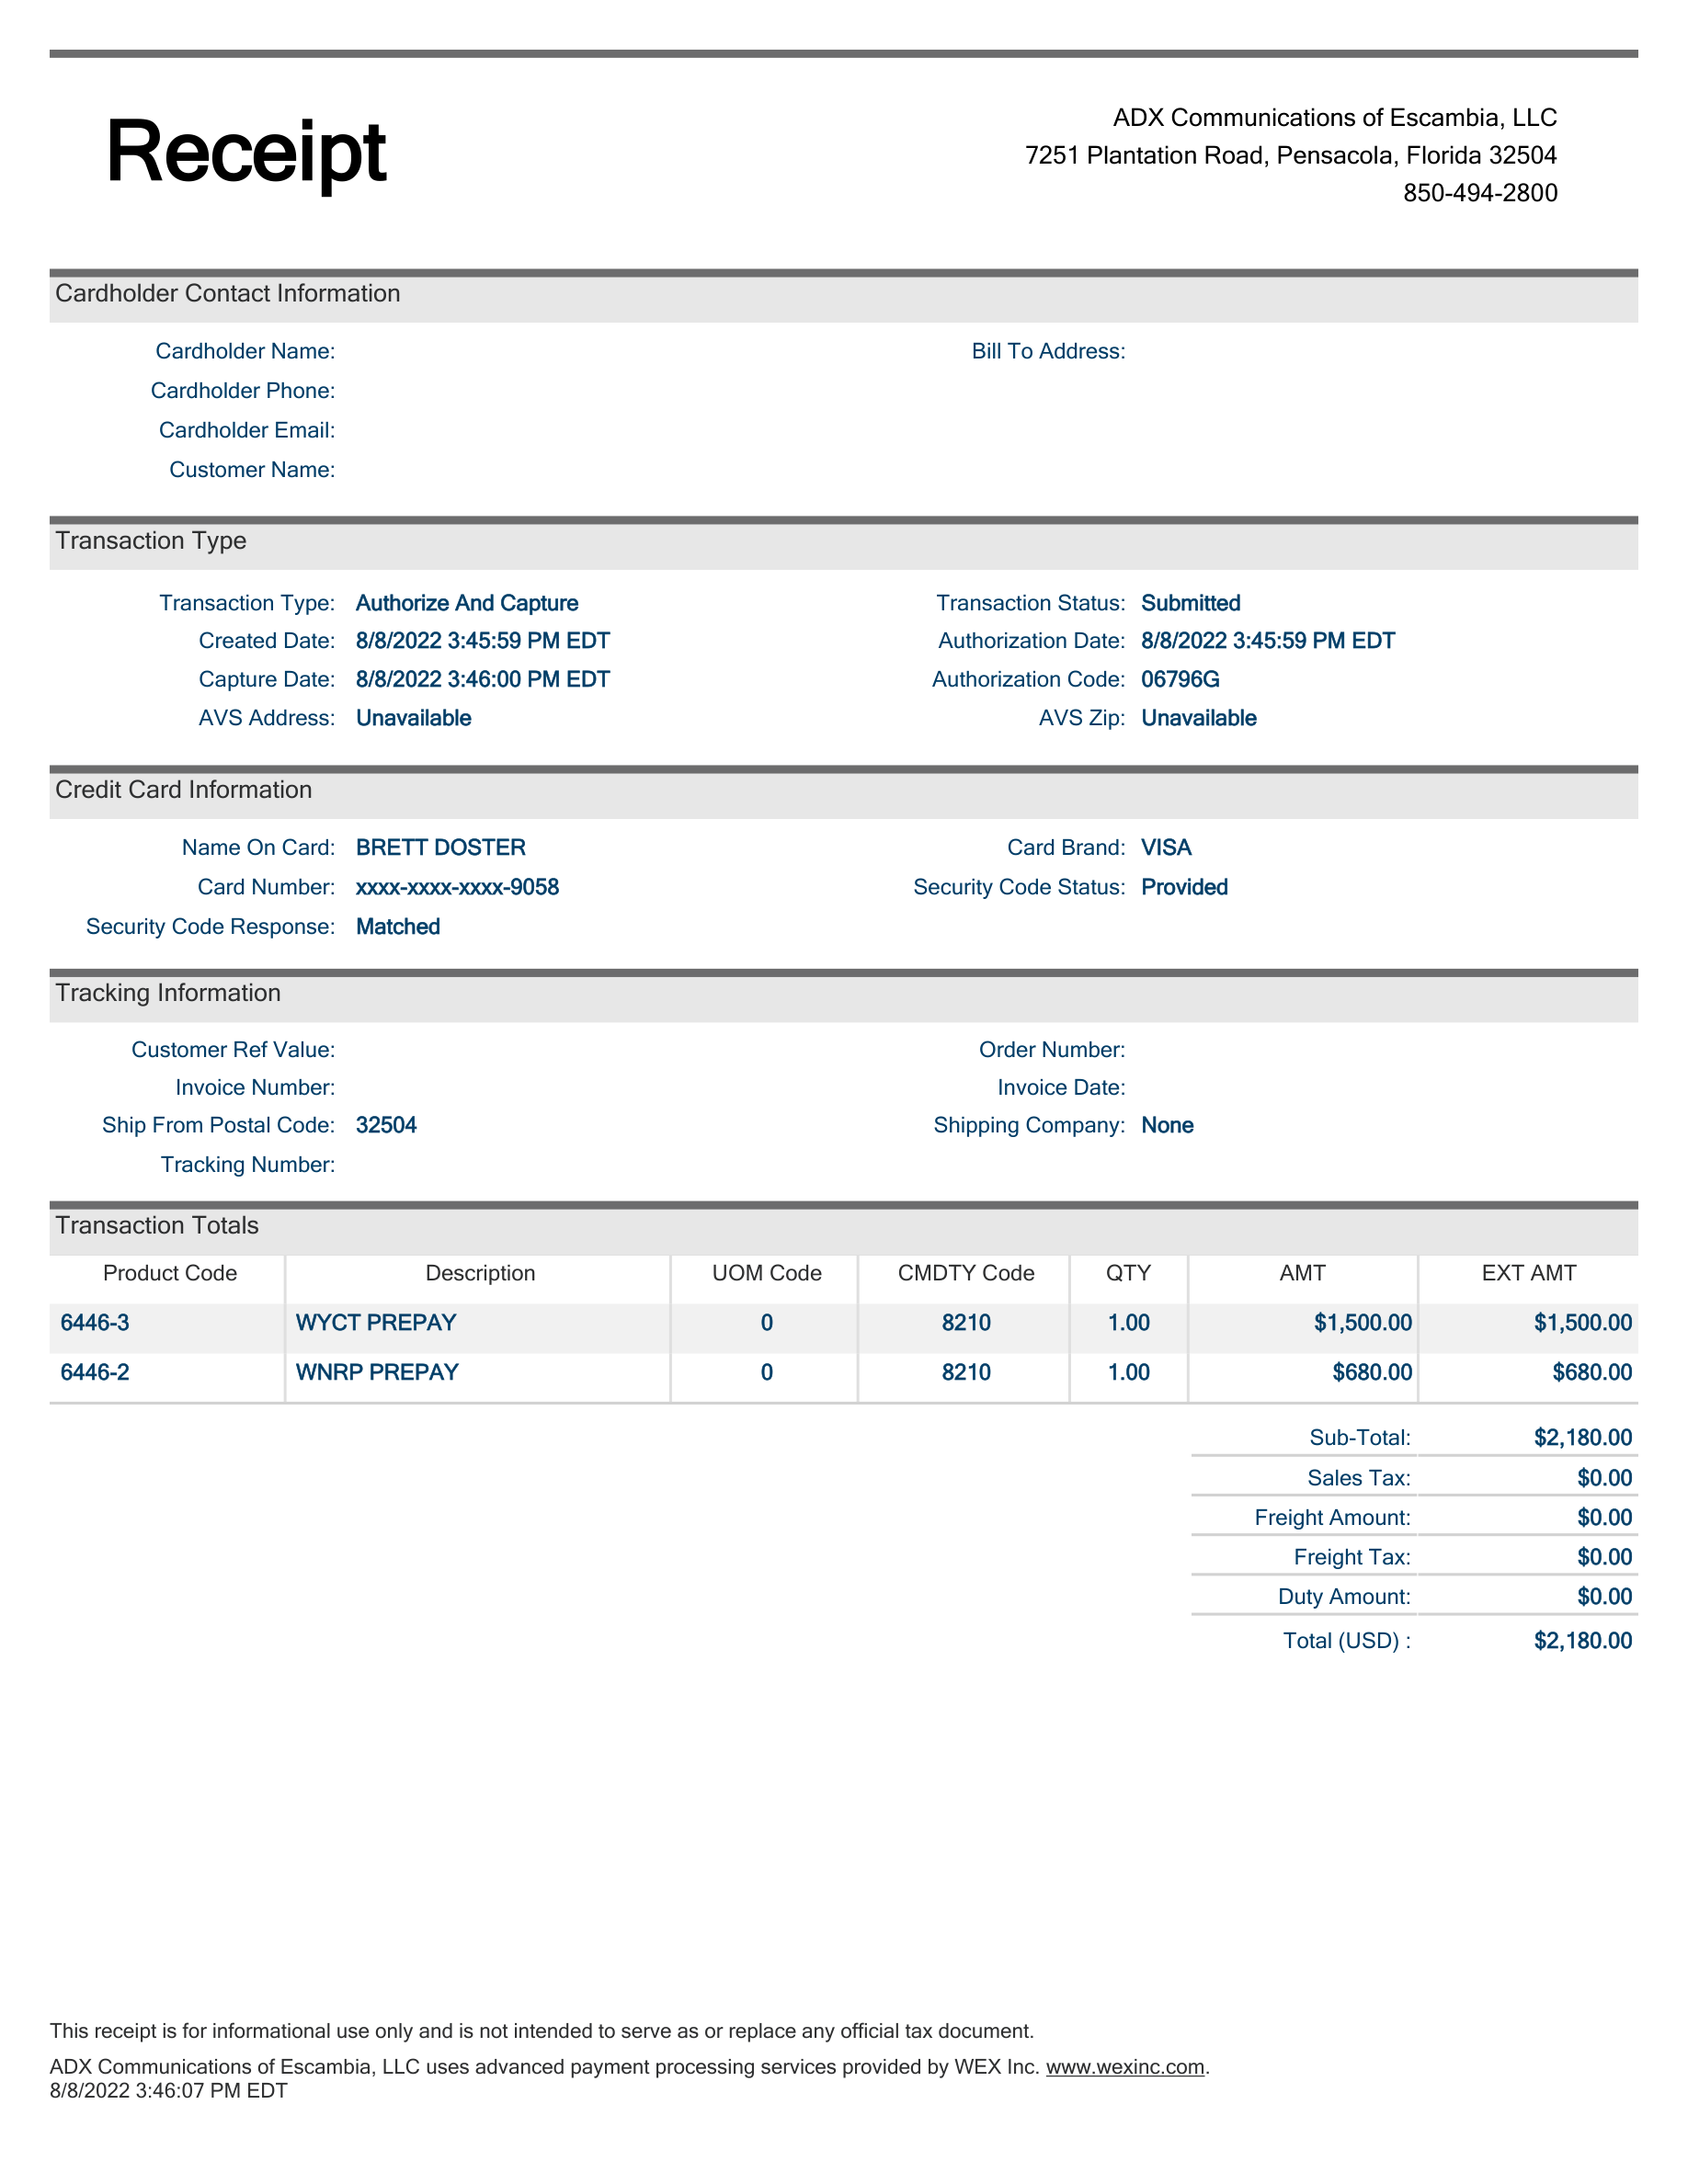 Receipt
ADX Communications of Escambia, LLC
7251 Plantation Road, Pensacola, Florida 32504
850-494-2800
Cardholder Contact Information
Cardholder Name: Bill To Address:
Cardholder Phone:
Cardholder Email:
Customer Name:
Transaction Type
Transaction Type: Authorize And Capture Transaction Status: Submitted
Created Date: 8/8/2022 3:45:59 PM EDT Authorization Date: 8/8/2022 3:45:59 PM EDT
Capture Date: 8/8/2022 3:46:00 PM EDT Authorization Code: 06796G
AVS Address: Unavailable AVS Zip: Unavailable
Credit Card Information
Name On Card: BRETT DOSTER Card Brand: VISA
Card Number: xxxx-xxxx-xxxx-9058 Security Code Status: Provided
Security Code Response: Matched
Tracking Information
Customer Ref Value: Order Number:
Invoice Number: Invoice Date:
Ship From Postal Code: 32504 Shipping Company: None
Tracking Number:
Transaction Totals
Product Code Description UOM Code CMDTY Code QTY AMT EXT AMT
6446-3 WYCT PREPAY 0 8210 1.00 $1,500.00 $1,500.00
6446-2 WNRP PREPAY 0 8210 1.00 $680.00 $680.00
Sub-Total: $2,180.00
Sales Tax: $0.00
Freight Amount: $0.00
Freight Tax: $0.00
Duty Amount: $0.00
Total (USD) : $2,180.00
This receipt is for informational use only and is not intended to serve as or replace any official tax document.
ADX Communications of Escambia, LLC uses advanced payment processing services provided by WEX Inc. www.wexinc.com.
8/8/2022 3:46:07 PM EDT